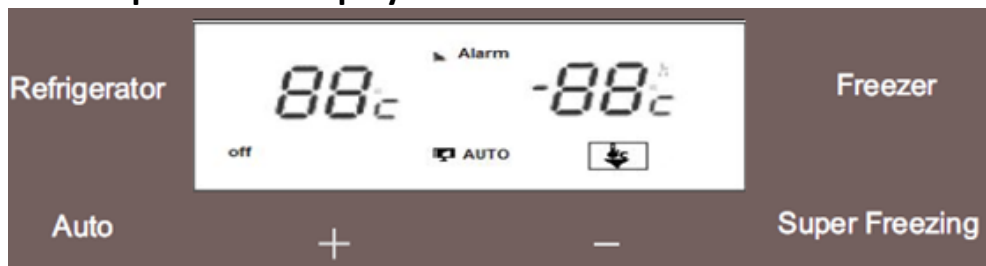 Alarm
Refrigerator
88c
-88c
Freezer
off
AUTO
Auto
+
−
Super Freezing